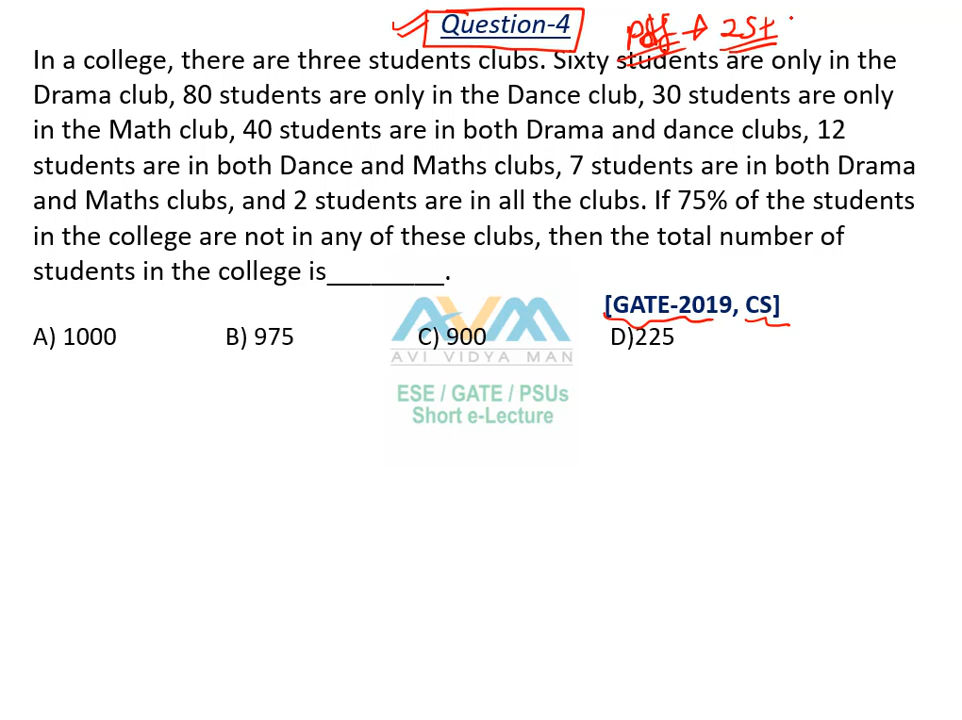 Question-4
In a college, there are three students clubs. Sixty students are only in the
Drama club, 80 students are only in the Dance club, 30 students are only
in the Math club, 40 students are in both Drama and dance clubs, 12
students are in both Dance and Maths clubs, 7 students are in both Drama
and Maths clubs, and 2 students are in all the clubs. If 75% of the students
in the college are not in any of these clubs, then the total number of
students in the college is________.
[GATE-2019, CS]
A) 1000 B) 975 C) 900 D)225
AVM
AVI VIDYA MAN
ESE / GATE / PSUs
Short e-Lecture